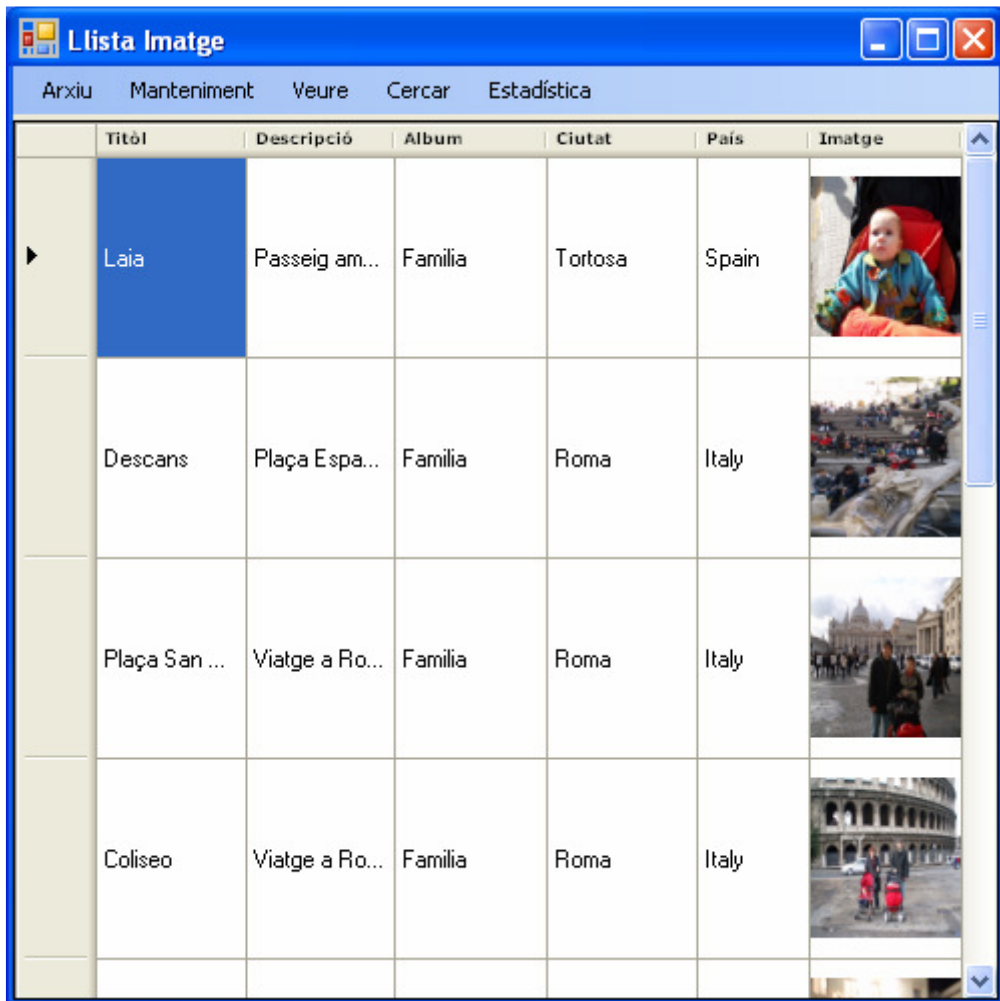 Llista Imatge
Arxiu Manteniment Veure Cercar Estadística
Titòl Descripció Album Ciutat País Imatge
Laia Passeig am... Familia Tortosa Spain
Descans Plaça Espa... Familia Roma Italy
Plaça San ... Viatge a Ro... Familia Roma Italy
Coliseo Viatge a Ro... Familia Roma Italy